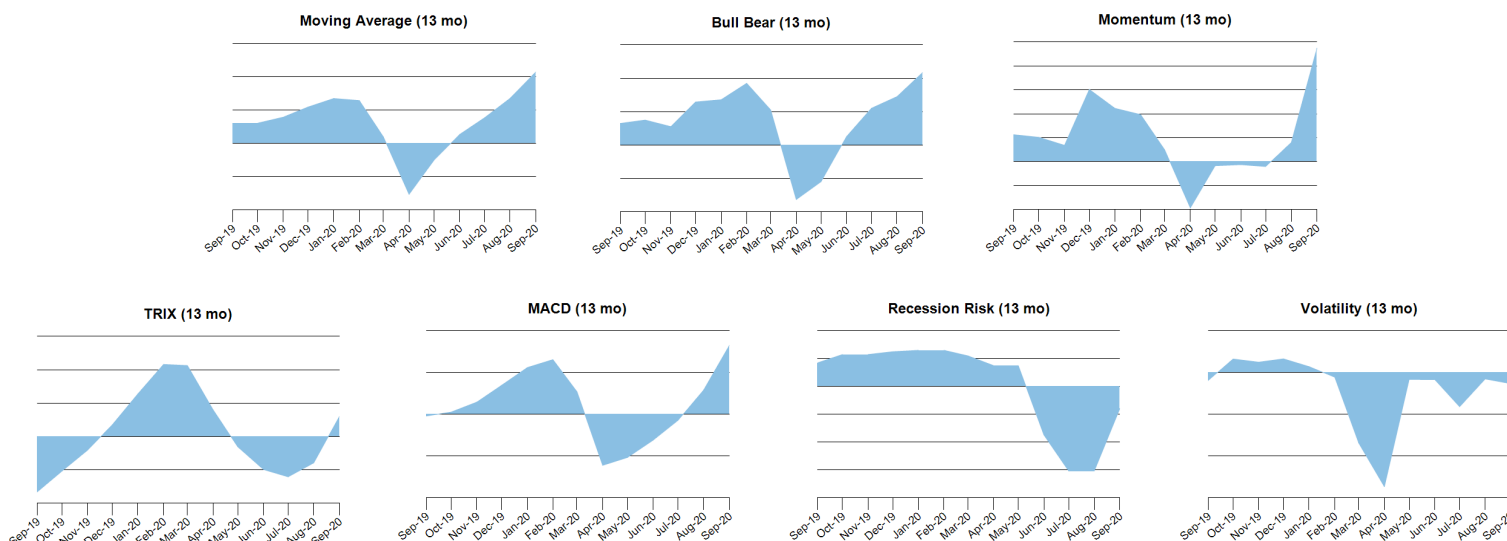 Moving Average (13 mo)
Sep-19 Oct-19 Nov-19 Dec-19 Jan-20 Feb-20 Mar-20 Apr-20 May-20 Jun-20 Jul-20 Aug-20 Sep-20
Bull Bear (13 mo)
Sep-19 Oct-19 Nov-19 Dec-19 Jan-20 Feb-20 Mar-20 Apr-20 May-20 Jun-20 Jul-20 Aug-20 Sep-20
Momentum (13 mo)
Sep-19 Oct-19 Nov-19 Dec-19 Jan-20 Feb-20 Mar-20 Apr-20 May-20 Jun-20 Jul-20 Aug-20 Sep-20
TRIX (13 mo)
Sep-19 Oct-19 Nov-19 Dec-19 Jan-20 Feb-20 Mar-20 Apr-20 May-20 Jun-20 Jul-20 Aug-20 Sep-20
MACD (13 mo)
Sep-19 Oct-19 Nov-19 Dec-19 Jan-20 Feb-20 Mar-20 Apr-20 May-20 Jun-20 Jul-20 Aug-20 Sep-20
Recession Risk (13 mo)
Sep-19 Oct-19 Nov-19 Dec-19 Jan-20 Feb-20 Mar-20 Apr-20 May-20 Jun-20 Jul-20 Aug-20 Sep-20
Volatility (13 mo)
Sep-19 Oct-19 Nov-19 Dec-19 Jan-20 Feb-20 Mar-20 Apr-20 May-20 Jun-20 Jul-20 Aug-20